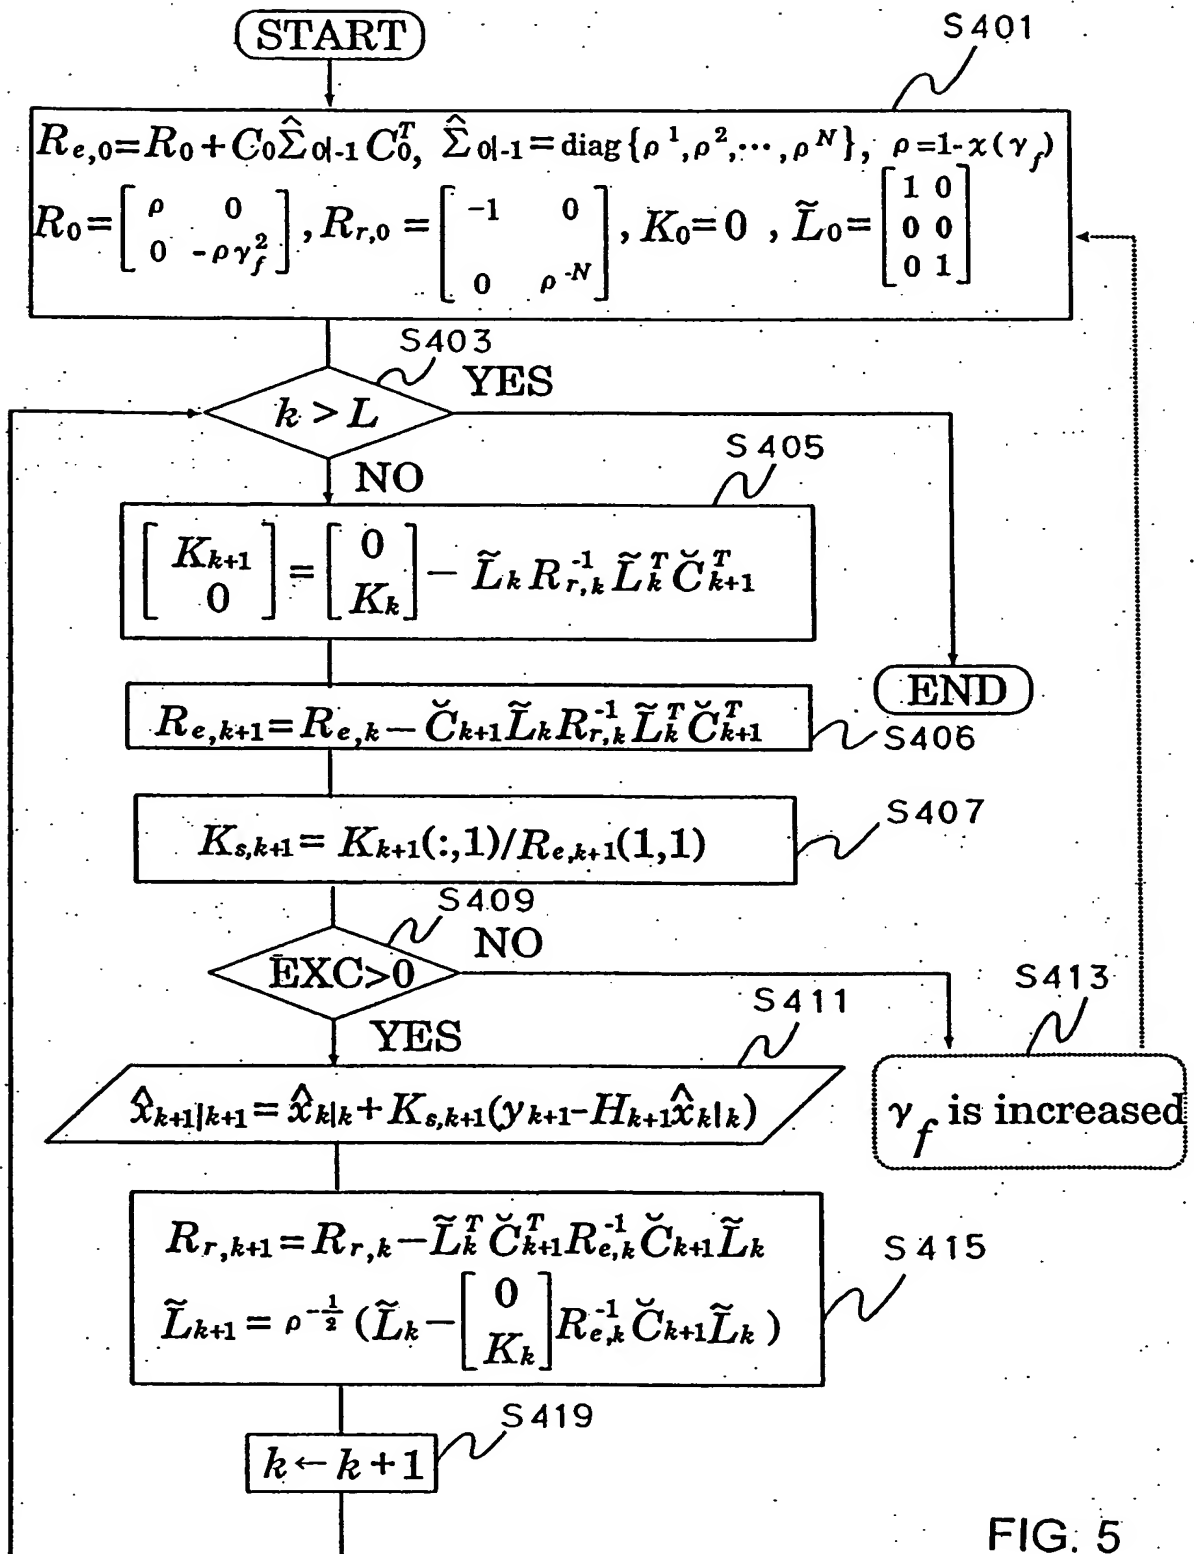 START
S401
R_{e,0}=R_0+C_0\hat{Σ}_{0|-1}C_0^T, \hat{Σ}_{0|-1}=diag{ρ^1,ρ^2,⋯,ρ^N}, ρ=1-χ(γ_f)
R_0=[ρ 0; 0 -ργ_f^2], R_{r,0}=[-1 0; 0 ρ^{-N}], K_0=0 , \tilde{L}_0=[1 0; 0 0; 0 1]
S403
k > L
YES
NO
S405
[K_{k+1}; 0]=[0; K_k]-\tilde{L}_k R_{r,k}^{-1} \tilde{L}_k^T \breve{C}_{k+1}^T
END
R_{e,k+1}=R_{e,k}-\breve{C}_{k+1}\tilde{L}_k R_{r,k}^{-1}\tilde{L}_k^T \breve{C}_{k+1}^T
S406
S407
K_{s,k+1}=K_{k+1}(:,1)/R_{e,k+1}(1,1)
S409
EXC>0
NO
YES
S411
S413
\hat{x}_{k+1|k+1}=\hat{x}_{k|k}+K_{s,k+1}(y_{k+1}-H_{k+1}\hat{x}_{k|k})
γ_f is increased
R_{r,k+1}=R_{r,k}-\tilde{L}_k^T \breve{C}_{k+1}^T R_{e,k}^{-1} \breve{C}_{k+1}\tilde{L}_k
S415
\tilde{L}_{k+1}=ρ^{-\frac{1}{2}}(\tilde{L}_k-[0; K_k]R_{e,k}^{-1}\breve{C}_{k+1}\tilde{L}_k)
S419
k←k+1
FIG. 5